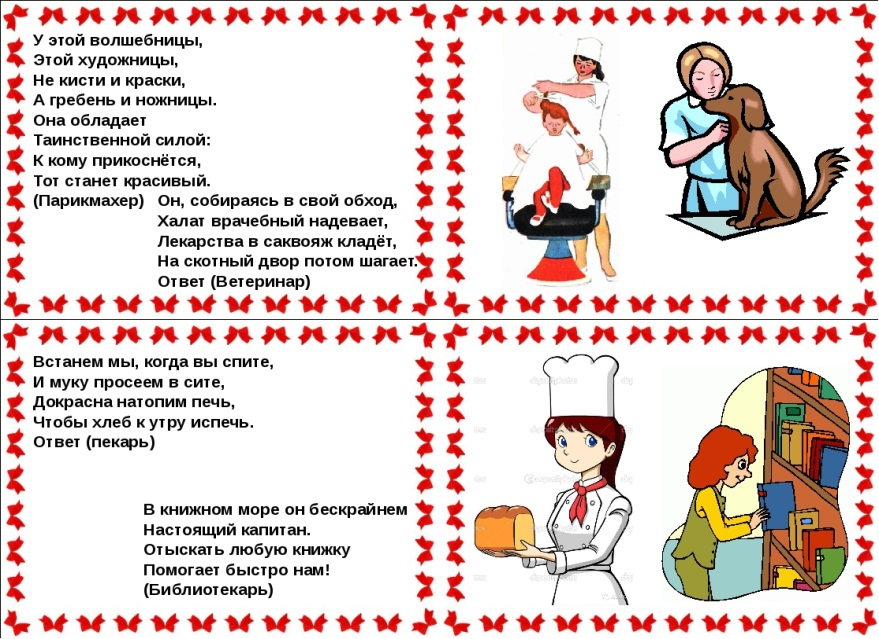 У этой волшебницы,
Этой художницы,
Не кисти и краски,
А гребень и ножницы.
Она обладает
Таинственной силой:
К кому прикоснётся,
Тот станет красивый.
(Парикмахер)
Он, собираясь в свой обход,
Халат врачебный надевает,
Лекарства в саквояж кладёт,
На скотный двор потом шагает.
Ответ (Ветеринар)
Встанем мы, когда вы спите,
И муку просеем в сите,
Докрасна натопим печь,
Чтобы хлеб к утру испечь.
Ответ (пекарь)
В книжном море он бескрайнем
Настоящий капитан.
Отыскать любую книжку
Помогает быстро нам!
(Библиотекарь)